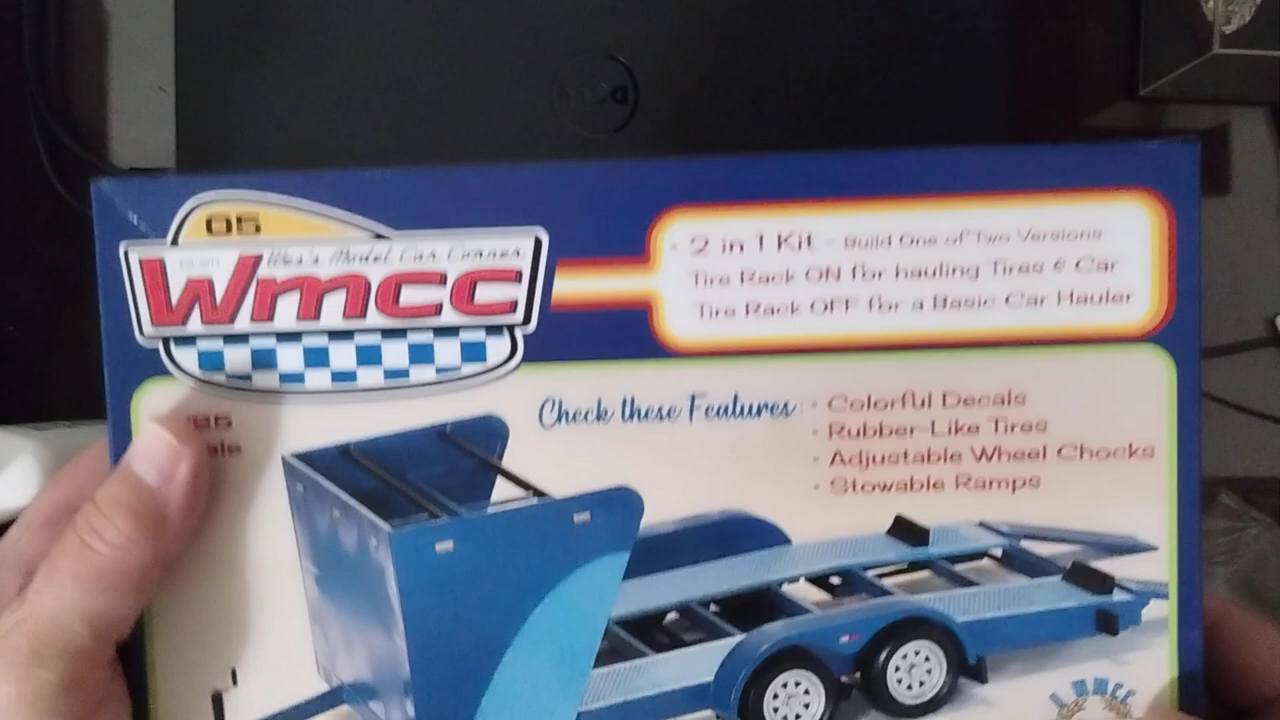 05
Wes's Model Car Corner
Wmcc
• 2 in 1 Kit - Build One of Two Versions
Tire Rack ON for hauling Tires & Car
Tire Rack OFF for a Basic Car Hauler
Check these Features:
• Colorful Decals
• Rubber-Like Tires
• Adjustable Wheel Chocks
• Stowable Ramps
WMCC
DELL